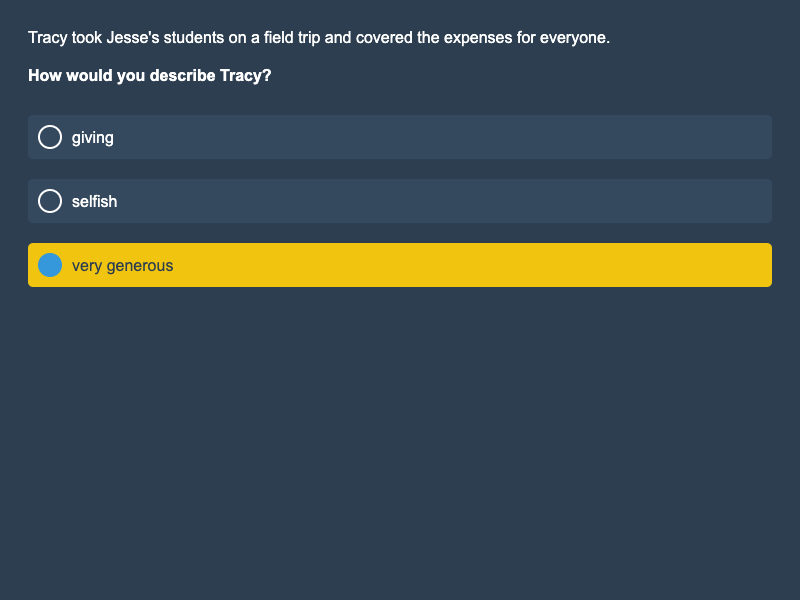 Tracy took Jesse's students on a field trip and covered the expenses for everyone.
How would you describe Tracy?
giving
selfish
very generous